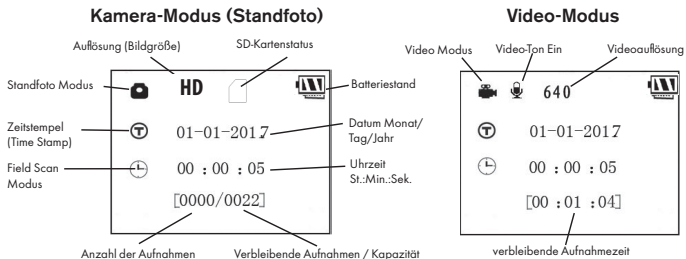 Kamera-Modus (Standfoto)
Auflösung (Bildgröße)
SD-Kartenstatus
Standfoto Modus
HD
Batteriestand
Zeitstempel
(Time Stamp)
T
01-01-2017
Datum Monat/
Tag/Jahr
Field Scan
Modus
00 : 00 : 05
Uhrzeit
St.:Min.:Sek.
[0000/0022]
Anzahl der Aufnahmen
Verbleibende Aufnahmen / Kapazität
Video-Modus
Video Modus
Video-Ton Ein
Videoauflösung
640
T
01-01-2017
00 : 00 : 05
[00 : 01 : 04]
verbleibende Aufnahmezeit